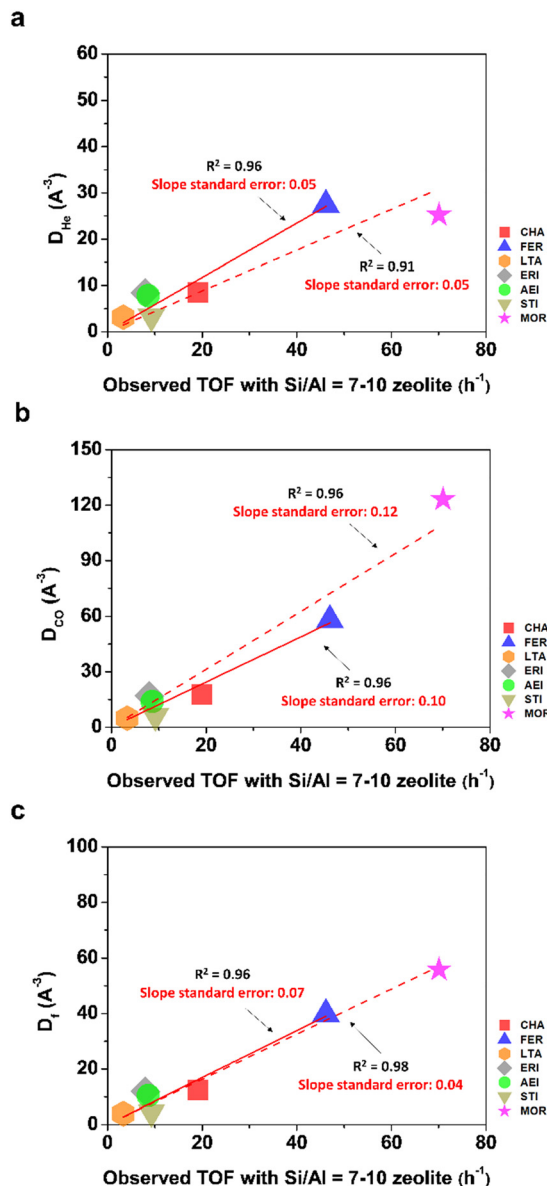 a
60
50
40
30
20
10
0
D_He (A^-3)
R² = 0.96
Slope standard error: 0.05
R² = 0.91
Slope standard error: 0.05
CHA
FER
LTA
ERI
AEI
STI
MOR
0 20 40 60 80
Observed TOF with Si/Al = 7-10 zeolite (h⁻¹)
b
150
120
90
60
30
0
D_CO (A^-3)
R² = 0.96
Slope standard error: 0.12
R² = 0.96
Slope standard error: 0.10
CHA
FER
LTA
ERI
AEI
STI
MOR
0 20 40 60 80
Observed TOF with Si/Al = 7-10 zeolite (h⁻¹)
c
100
80
60
40
20
0
D_f (A^-3)
R² = 0.96
Slope standard error: 0.07
R² = 0.98
Slope standard error: 0.04
CHA
FER
LTA
ERI
AEI
STI
MOR
0 20 40 60 80
Observed TOF with Si/Al = 7-10 zeolite (h⁻¹)